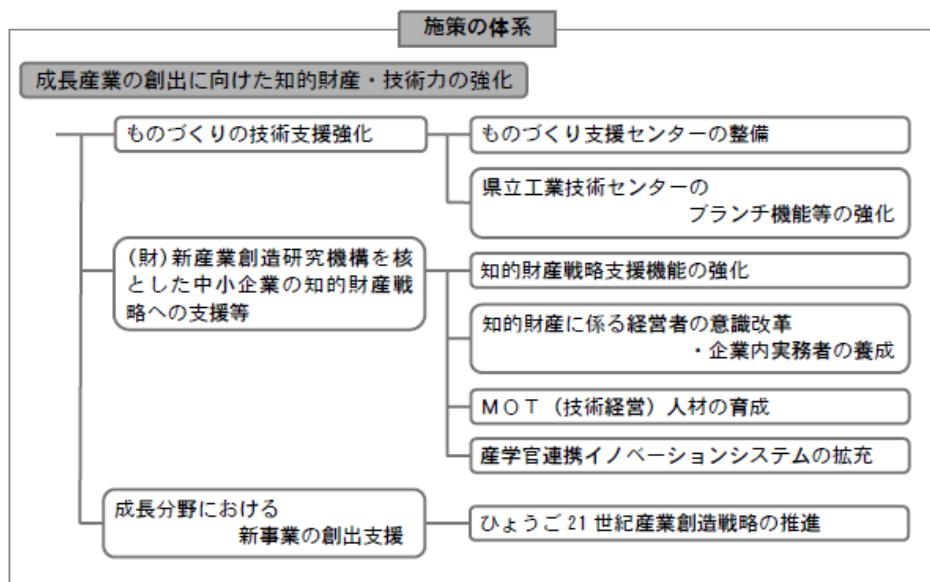 施策の体系
成長産業の創出に向けた知的財産・技術力の強化
ものづくりの技術支援強化
ものづくり支援センターの整備
県立工業技術センターの
ブランチ機能等の強化
(財)新産業創造研究機構を核
とした中小企業の知的財産戦
略への支援等
知的財産戦略支援機能の強化
知的財産に係る経営者の意識改革
・企業内実務者の養成
MOT(技術経営)人材の育成
産学官連携イノベーションシステムの拡充
成長分野における
新事業の創出支援
ひょうご21世紀産業創造戦略の推進